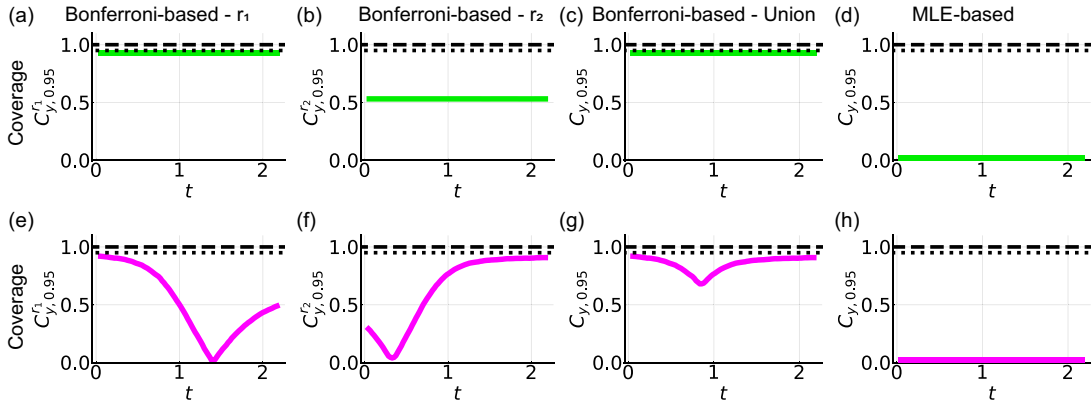 (a) Bonferroni-based - r₁
Coverage
C^{r₁}_{y, 0.95}
1.0
0.5
0.0
0 1 2
t
(b) Bonferroni-based - r₂
C^{r₂}_{y, 0.95}
1.0
0.5
0.0
0 1 2
t
(c) Bonferroni-based - Union
C_{y, 0.95}
1.0
0.5
0.0
0 1 2
t
(d) MLE-based
C_{y, 0.95}
1.0
0.5
0.0
0 1 2
t
(e)
Coverage
C^{r₁}_{y, 0.95}
1.0
0.5
0.0
0 1 2
t
(f)
C^{r₂}_{y, 0.95}
1.0
0.5
0.0
0 1 2
t
(g)
C_{y, 0.95}
1.0
0.5
0.0
0 1 2
t
(h)
C_{y, 0.95}
1.0
0.5
0.0
0 1 2
t